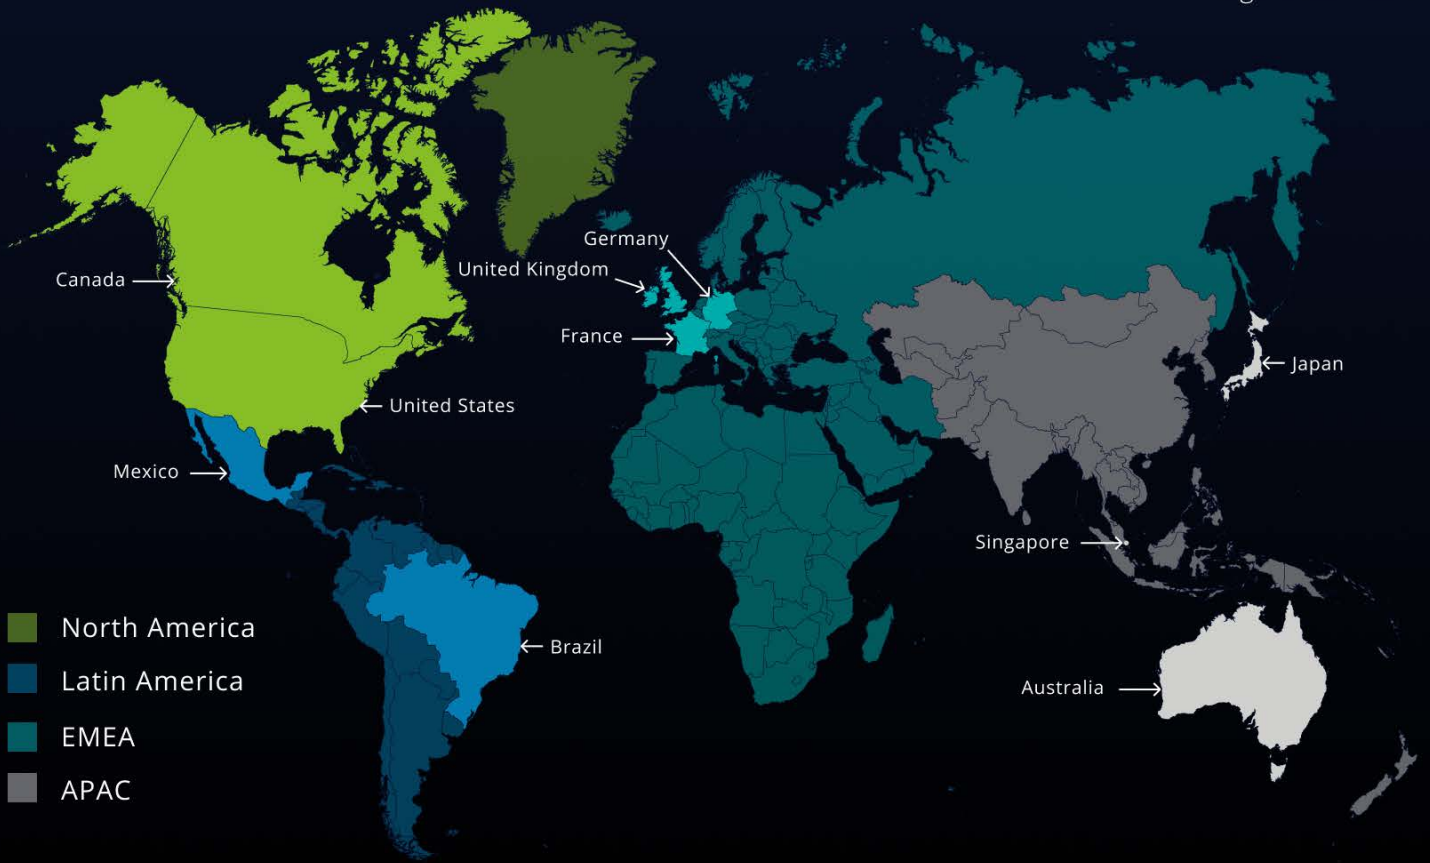 Germany
United Kingdom
Canada
France
Japan
United States
Mexico
Singapore
North America
Brazil
Latin America
Australia
EMEA
APAC